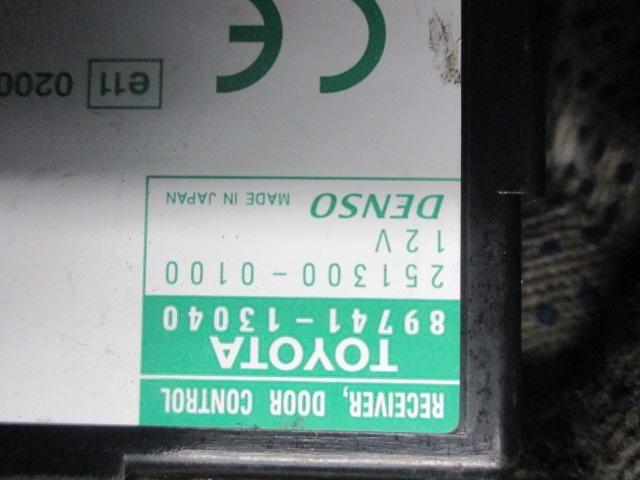 RECEIVER, DOOR CONTROL
TOYOTA
89741-13040
251300-0100
12V
DENSO MADE IN JAPAN
e11 0200
CE